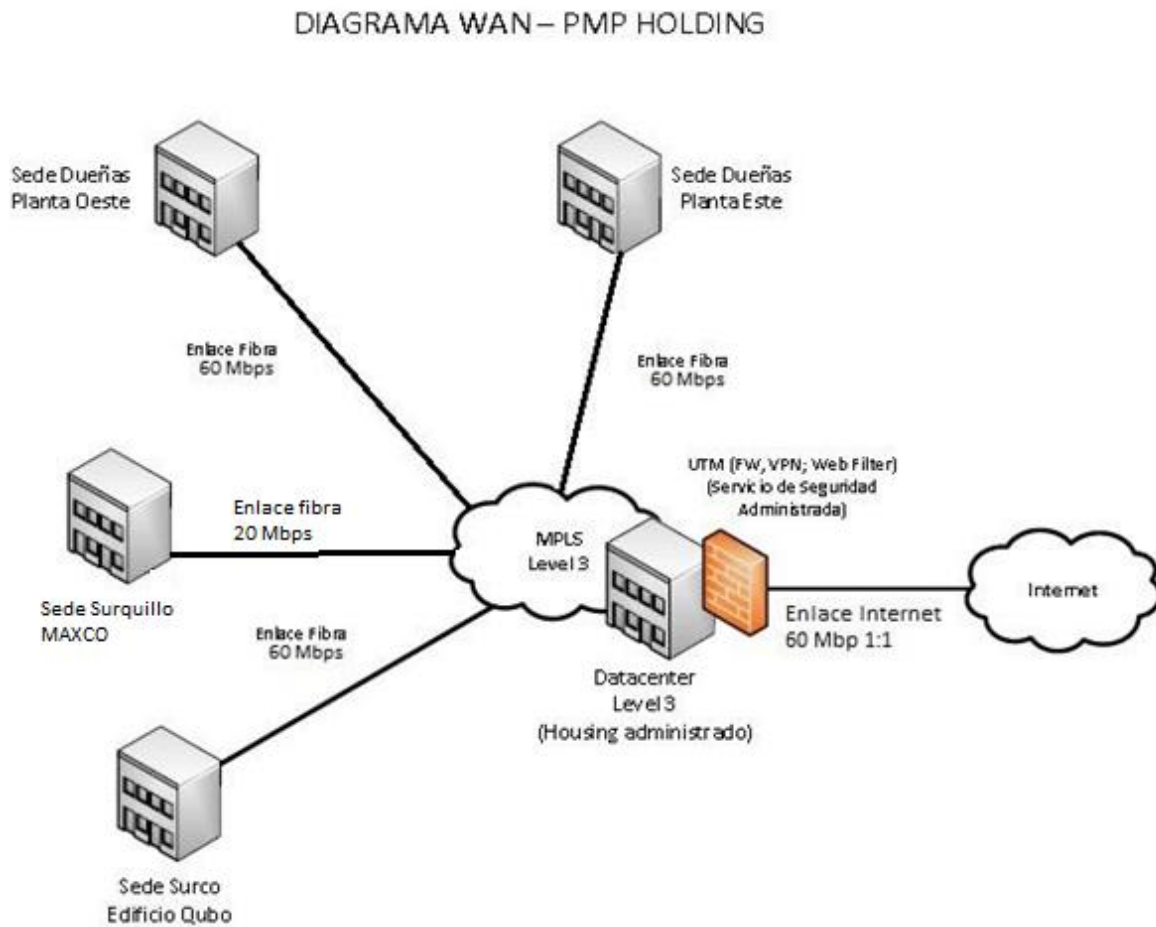 DIAGRAMA WAN – PMP HOLDING
Sede Dueñas
Planta Oeste
Sede Dueñas
Planta Este
Enlace Fibra
60 Mbps
Enlace Fibra
60 Mbps
UTM (FW, VPN; Web Filter)
(Servicio de Seguridad
Administrada)
Enlace fibra
20 Mbps
MPLS
Level 3
Internet
Sede Surquillo
MAXCO
Enlace Internet
60 Mbp 1:1
Enlace Fibra
60 Mbps
Datacenter
Level 3
(Housing administrado)
Sede Surco
Edificio Qubo